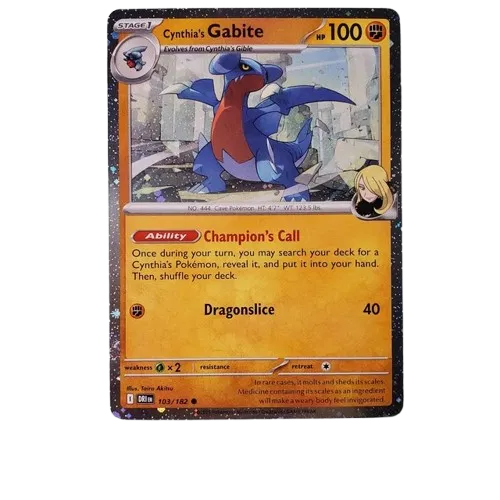 STAGE 1
Cynthia's Gabite HP 100
Evolves from Cynthia's Gible
NO. 444 Cave Pokémon HT: 4'7" WT: 123.5 lbs.
Ability Champion's Call
Once during your turn, you may search your deck for a
Cynthia's Pokémon, reveal it, and put it into your hand.
Then, shuffle your deck.
Dragonslice 40
weakness ×2 resistance retreat
Illus. Taira Akitsu
I DRI EN 103/182
In rare cases, it molts and sheds its scales.
Medicine containing its scales as an ingredient
will make a weary body feel invigorated.